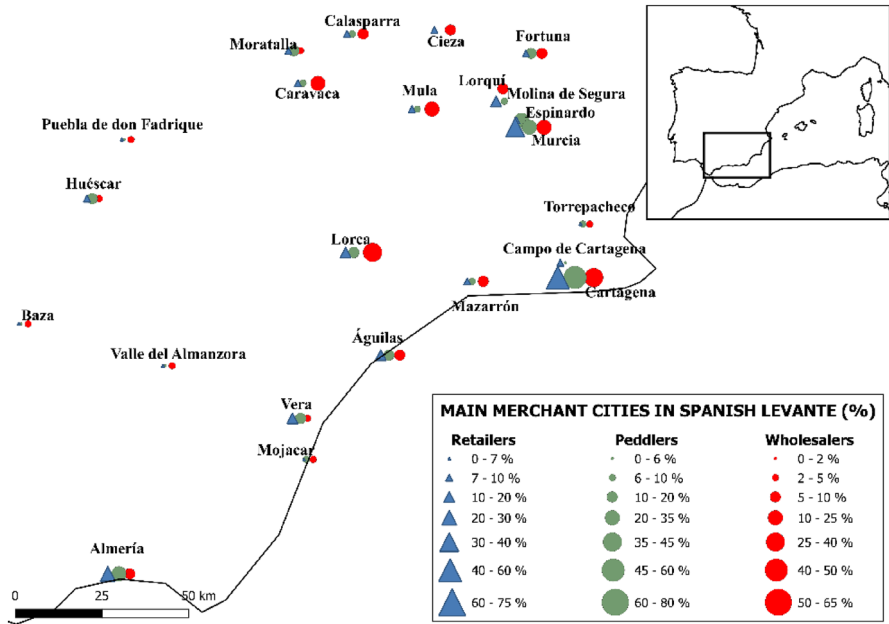 Calasparra
Moratalla
Cieza
Fortuna
Caravaca
Mula
Lorquí
Molina de Segura
Espinardo
Murcia
Puebla de don Fadrique
Huéscar
Torrepacheco
Lorca
Campo de Cartagena
Cartagena
Mazarrón
Baza
Valle del Almanzora
Águilas
Vera
Mojacar
Almería
0 25 50 km
MAIN MERCHANT CITIES IN SPANISH LEVANTE (%)
Retailers Peddlers Wholesalers
0 - 7 % 0 - 6 % 0 - 2 %
7 - 10 % 6 - 10 % 2 - 5 %
10 - 20 % 10 - 20 % 5 - 10 %
20 - 30 % 20 - 35 % 10 - 25 %
30 - 40 % 35 - 45 % 25 - 40 %
40 - 60 % 45 - 60 % 40 - 50 %
60 - 75 % 60 - 80 % 50 - 65 %